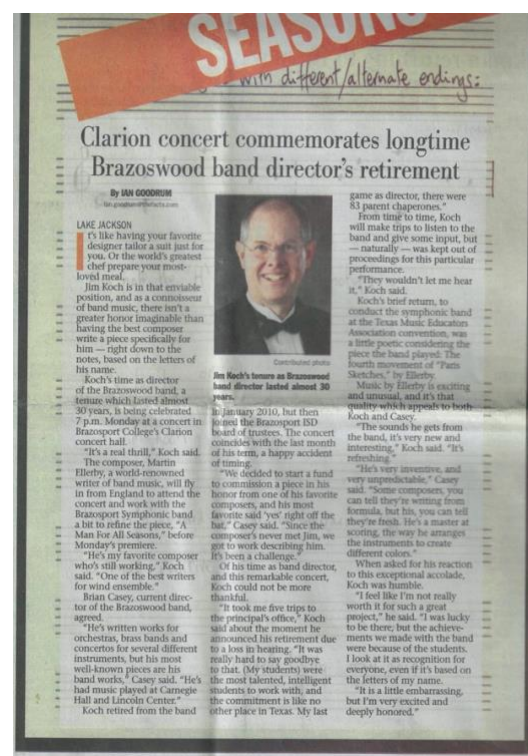 SEASONS
with different/alternate endings:
Clarion concert commemorates longtime
Brazoswood band director's retirement
By IAN GOODRUM
LAKE JACKSON
It's like having your favorite
designer tailor a suit just for
you. Or the world's greatest
chef prepare your most-
loved meal.
Jim Koch is in that enviable
position, and as a connoisseur
of band music, there isn't a
greater honor imaginable than
having the best composer
write a piece specifically for
him — right down to the
notes, based on the letters of
his name.
Koch's time as director
of the Brazoswood band, a
tenure which lasted almost
30 years, is being celebrated
7 p.m. Monday at a concert in
Brazosport College's Clarion
concert hall.
"It's a real thrill," Koch said.
The composer, Martin
Ellerby, a world-renowned
writer of band music, will fly
in from England to attend the
concert and work with the
Brazosport Symphonic band
a bit to refine the piece, "A
Man For All Seasons," before
Monday's premiere.
"He's my favorite composer
who's still working," Koch
said. "One of the best writers
for wind ensemble."
Brian Casey, current direc-
tor of the Brazoswood band,
agreed.
"He's written works for
orchestras, brass bands and
concertos for several different
instruments, but his most
well-known pieces are his
band works," Casey said. "He's
had music played at Carnegie
Hall and Lincoln Center."
Koch retired from the band
Contributed photo
Jim Koch's tenure as Brazoswood
band director lasted almost 30
years.
in January 2010, but then
joined the Brazosport ISD
board of trustees. The concert
coincides with the last month
of his term, a happy accident
of timing.
"We decided to start a fund
to commission a piece in his
honor from one of his favorite
composers, and his most
favorite said 'yes' right off the
bat," Casey said. "Since the
composer's never met Jim, we
got to work describing him.
It's been a challenge."
Of his time as band director,
and this remarkable concert,
Koch could not be more
thankful.
"It took me five trips to
the principal's office," Koch
said about the moment he
announced his retirement due
to a loss in hearing. "It was
really hard to say goodbye
to that. (My students) were
the most talented, intelligent
students to work with, and
the commitment is like no
other place in Texas. My last
game as director, there were
83 parent chaperones."
From time to time, Koch
will make trips to listen to the
band and give some input, but
— naturally — was kept out of
proceedings for this particular
performance.
"They wouldn't let me hear
it," Koch said.
Koch's brief return, to
conduct the symphonic band
at the Texas Music Educators
Association convention, was
a little poetic considering the
piece the band played: The
fourth movement of "Paris
Sketches," by Ellerby.
Music by Ellerby is exciting
and unusual, and it's that
quality which appeals to both
Koch and Casey.
"The sounds he gets from
the band, it's very new and
interesting," Koch said. "It's
refreshing."
"He's very inventive, and
very unpredictable," Casey
said. "Some composers, you
can tell they're writing from
formula, but his, you can tell
they're fresh. He's a master at
scoring, the way he arranges
the instruments to create
different colors."
When asked for his reaction
to this exceptional accolade,
Koch was humble.
"I feel like I'm not really
worth it for such a great
project," he said. "I was lucky
to be there, but the achieve-
ments we made with the band
were because of the students.
I look at it as recognition for
everyone, even if it's based on
the letters of my name.
"It is a little embarrassing,
but I'm very excited and
deeply honored."